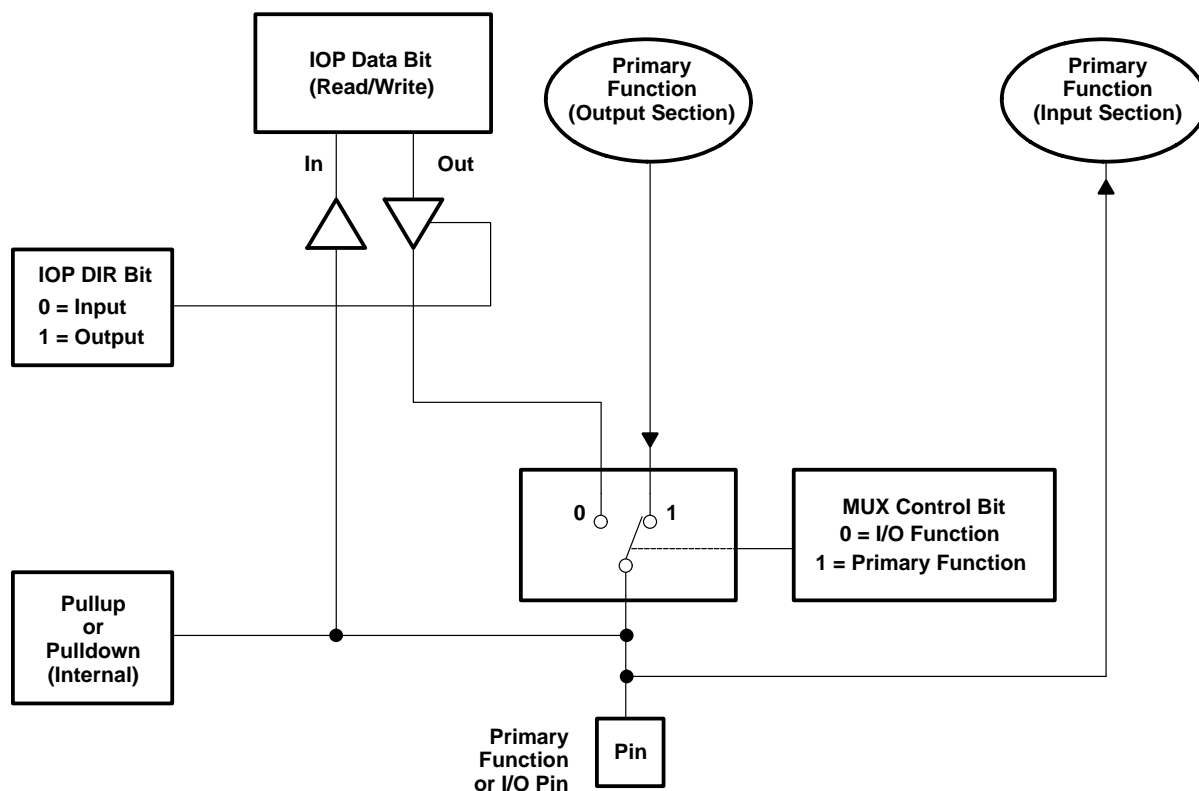 IOP Data Bit
(Read/Write)
Primary
Function
(Output Section)
Primary
Function
(Input Section)
In
Out
IOP DIR Bit
0 = Input
1 = Output
0
1
MUX Control Bit
0 = I/O Function
1 = Primary Function
Pullup
or
Pulldown
(Internal)
Primary
Function
or I/O Pin
Pin